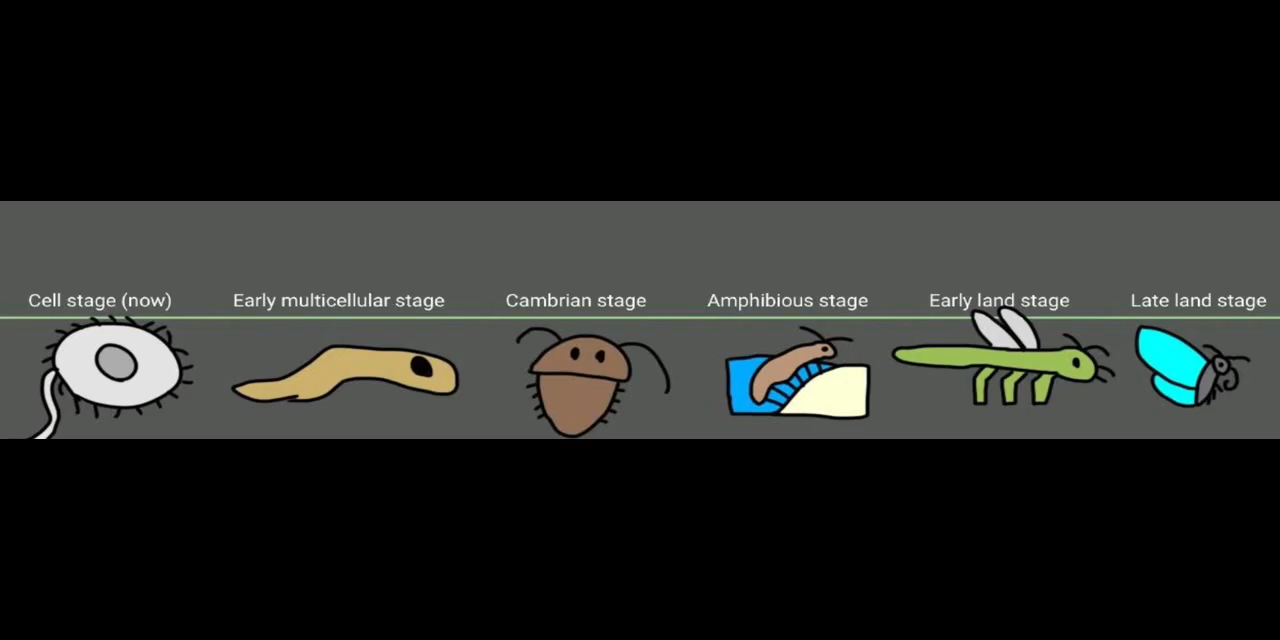 Cell stage (now)
Early multicellular stage
Cambrian stage
Amphibious stage
Early land stage
Late land stage